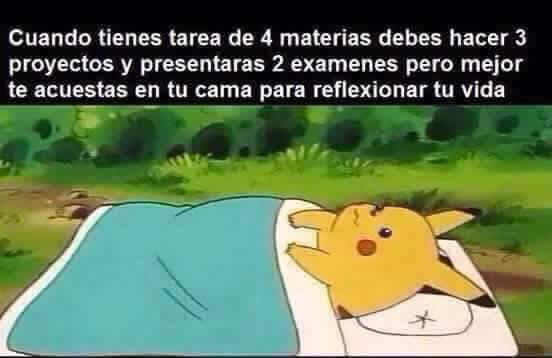 Cuando tienes tarea de 4 materias debes hacer 3
proyectos y presentaras 2 examenes pero mejor
te acuestas en tu cama para reflexionar tu vida